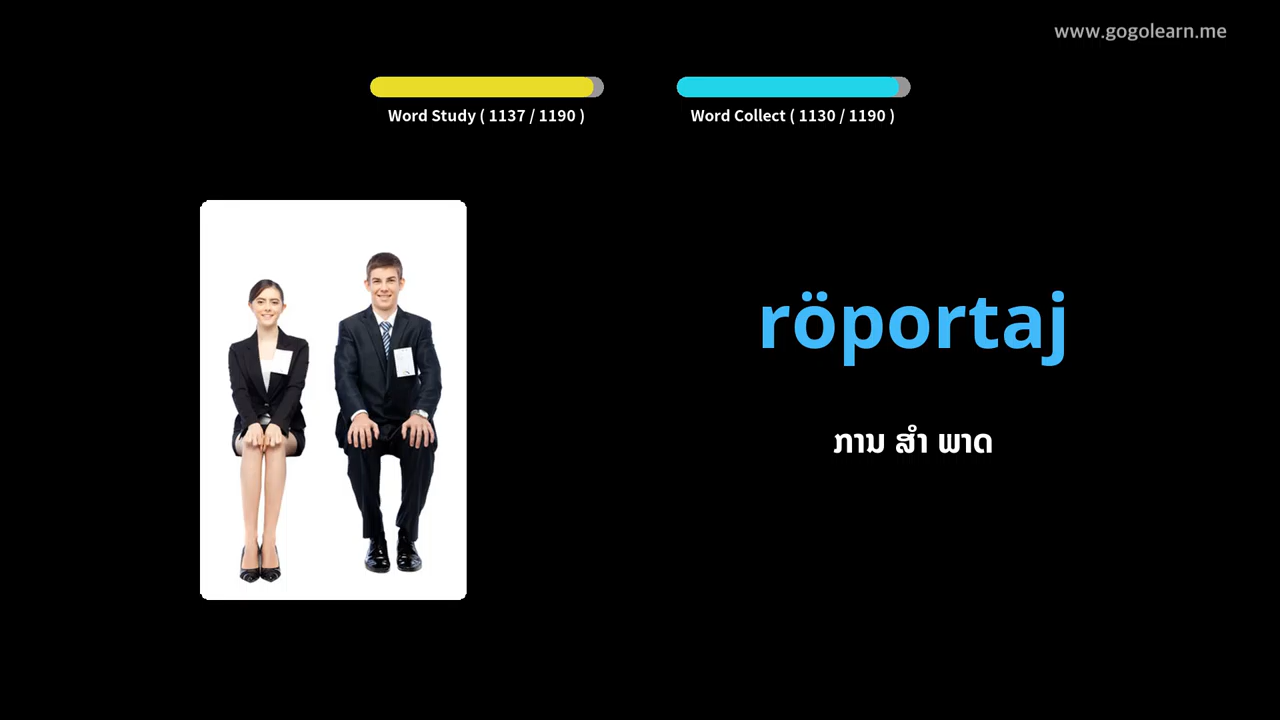 www.gogolearn.me
Word Study ( 1137 / 1190 )
Word Collect ( 1130 / 1190 )
röportaj
ການ ສຳ ພາດ